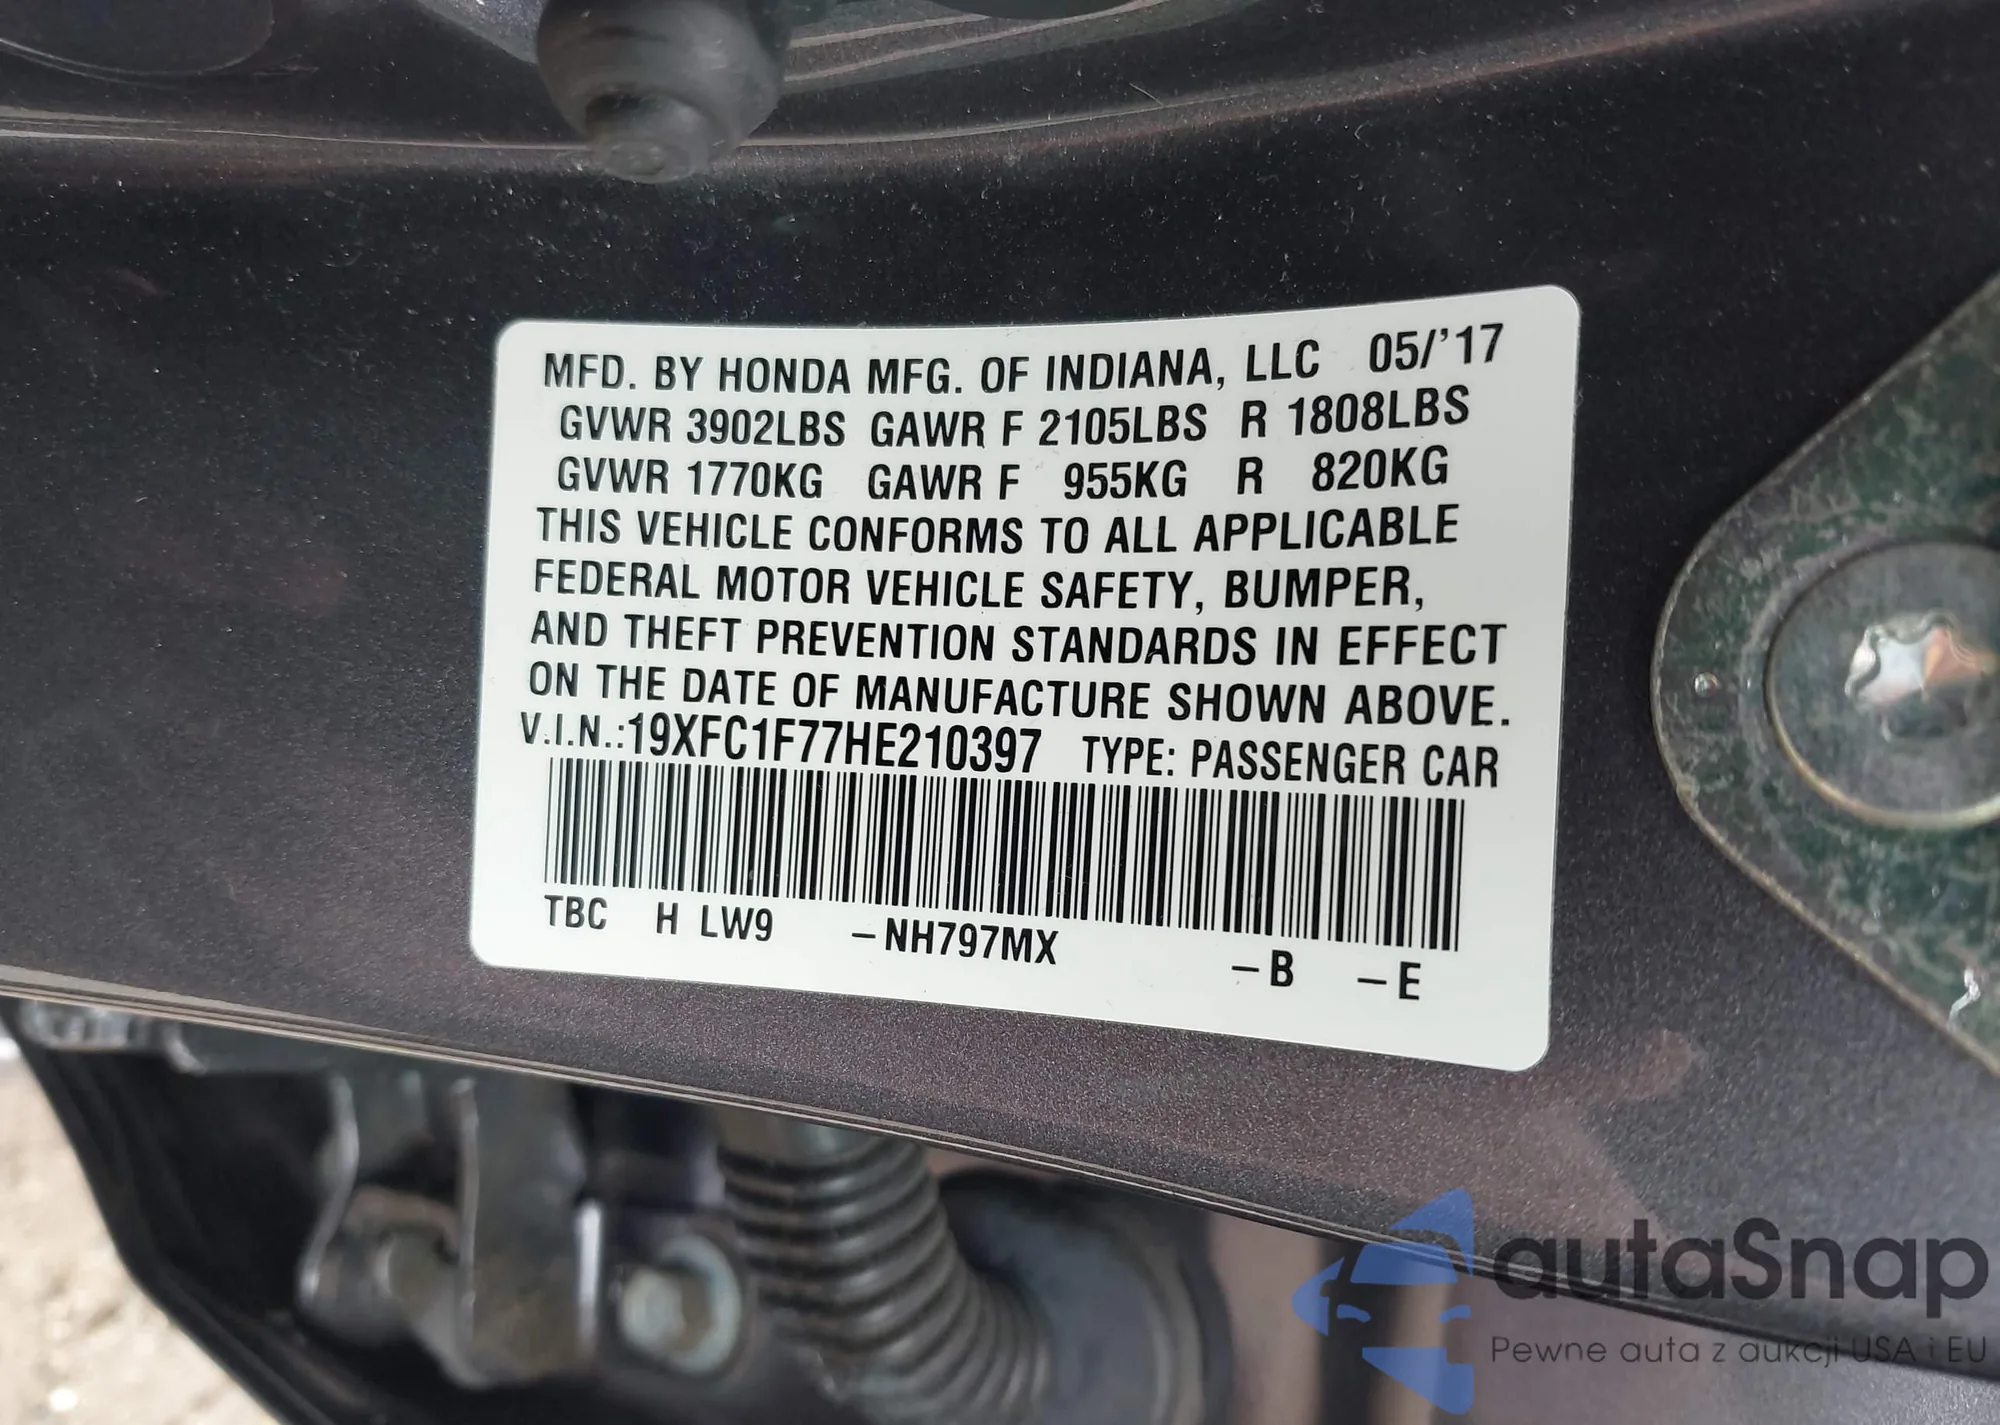 MFD. BY HONDA MFG. OF INDIANA, LLC 05/'17
GVWR 3902LBS GAWR F 2105LBS R 1808LBS
GVWR 1770KG GAWR F 955KG R 820KG
THIS VEHICLE CONFORMS TO ALL APPLICABLE
FEDERAL MOTOR VEHICLE SAFETY, BUMPER,
AND THEFT PREVENTION STANDARDS IN EFFECT
ON THE DATE OF MANUFACTURE SHOWN ABOVE.
V.I.N.:19XFC1F77HE210397 TYPE: PASSENGER CAR
TBC H LW9 –NH797MX –B –E
autaSnap
Pewne auta z aukcji USA i EU